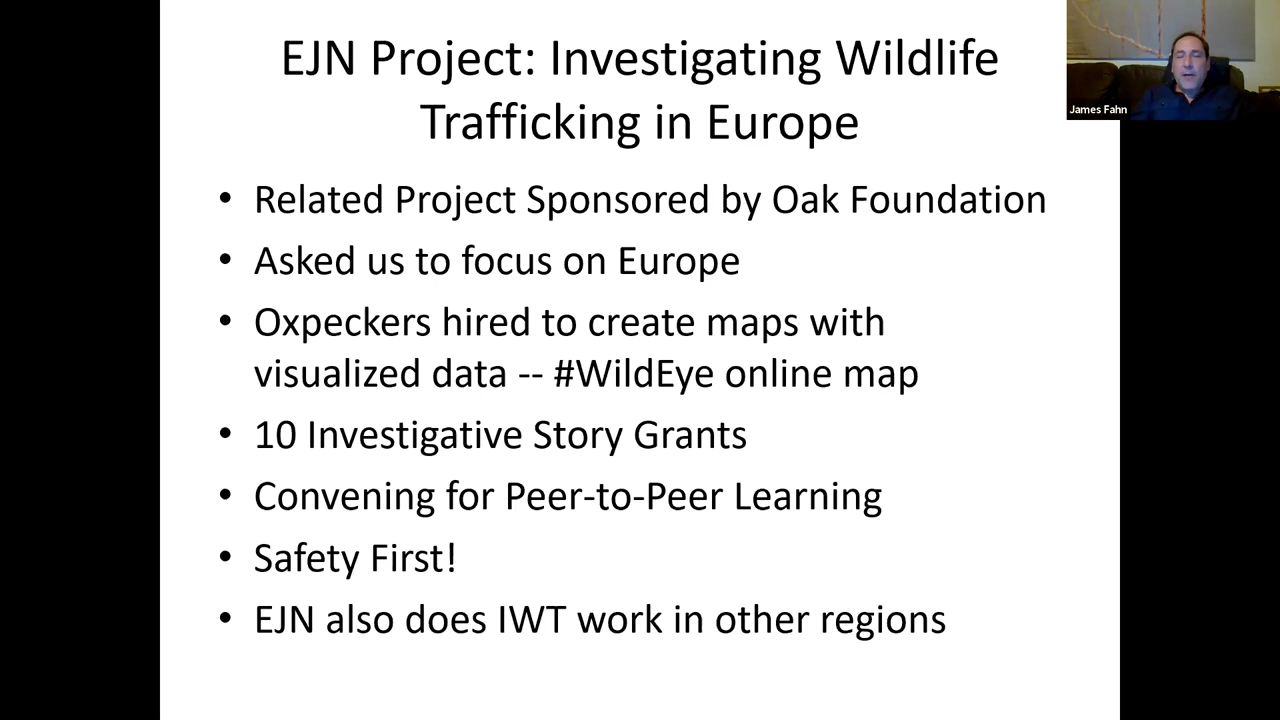 EJN Project: Investigating Wildlife
Trafficking in Europe
James Fahn
• Related Project Sponsored by Oak Foundation
• Asked us to focus on Europe
• Oxpeckers hired to create maps with
visualized data -- #WildEye online map
• 10 Investigative Story Grants
• Convening for Peer-to-Peer Learning
• Safety First!
• EJN also does IWT work in other regions